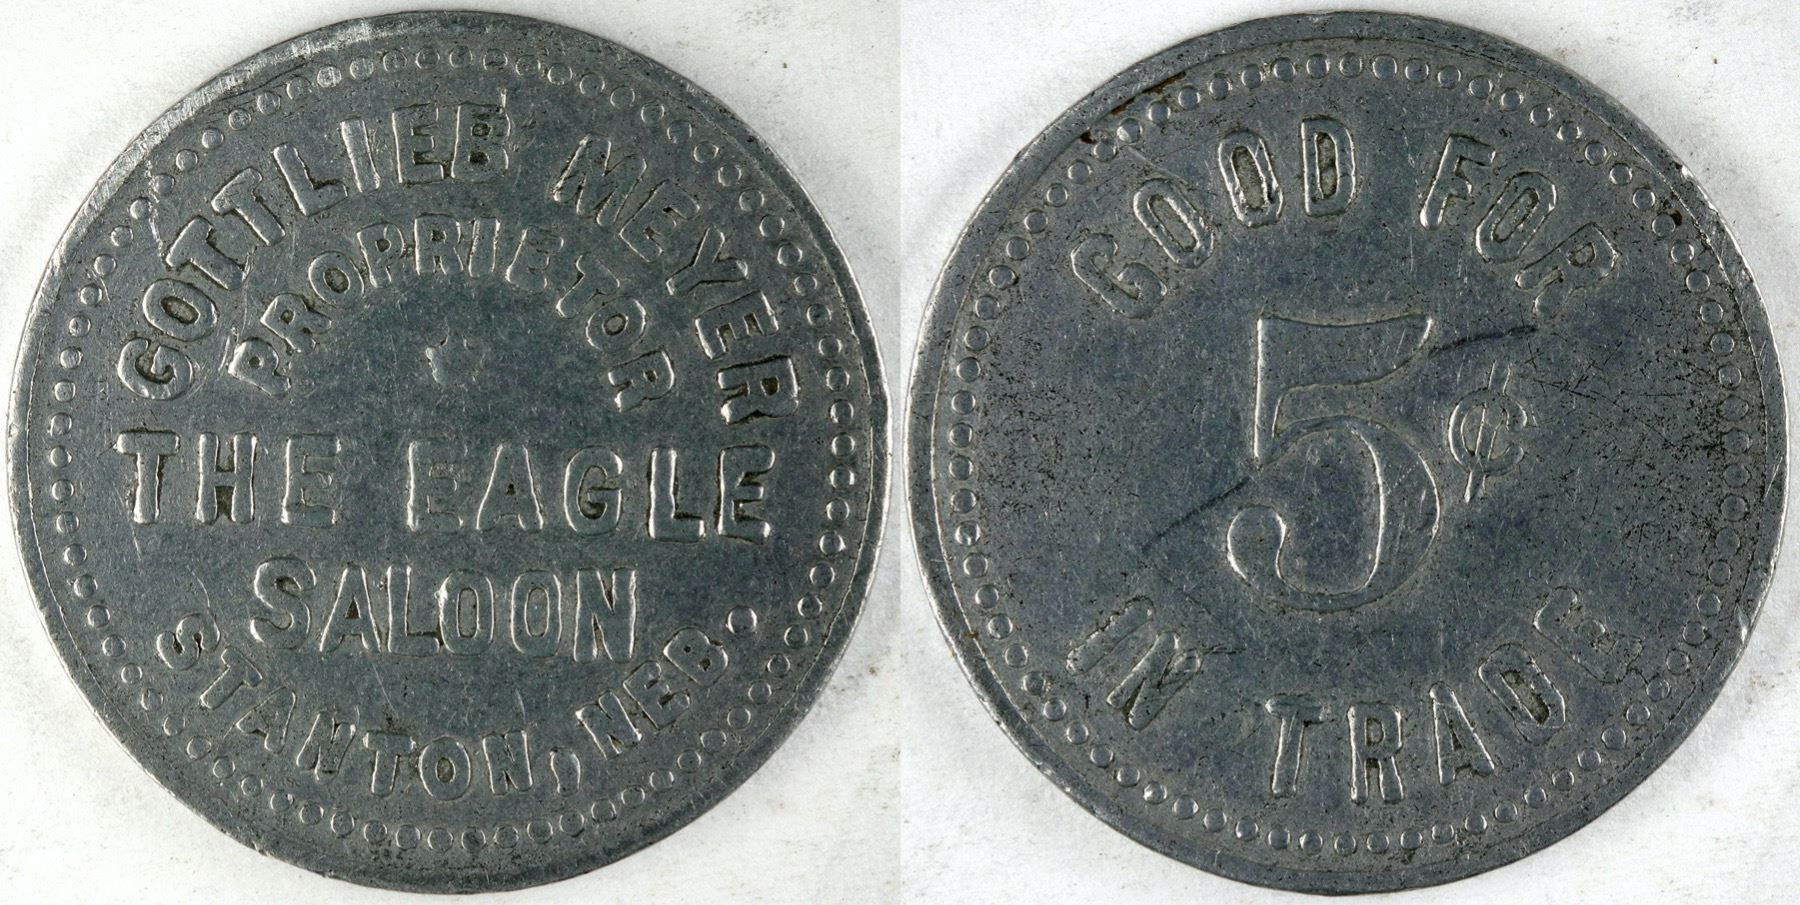 GOTTLIEB MEYER
PROPRIETOR
THE EAGLE
SALOON
STANTON, NEB.
GOOD FOR
5¢
IN TRADE